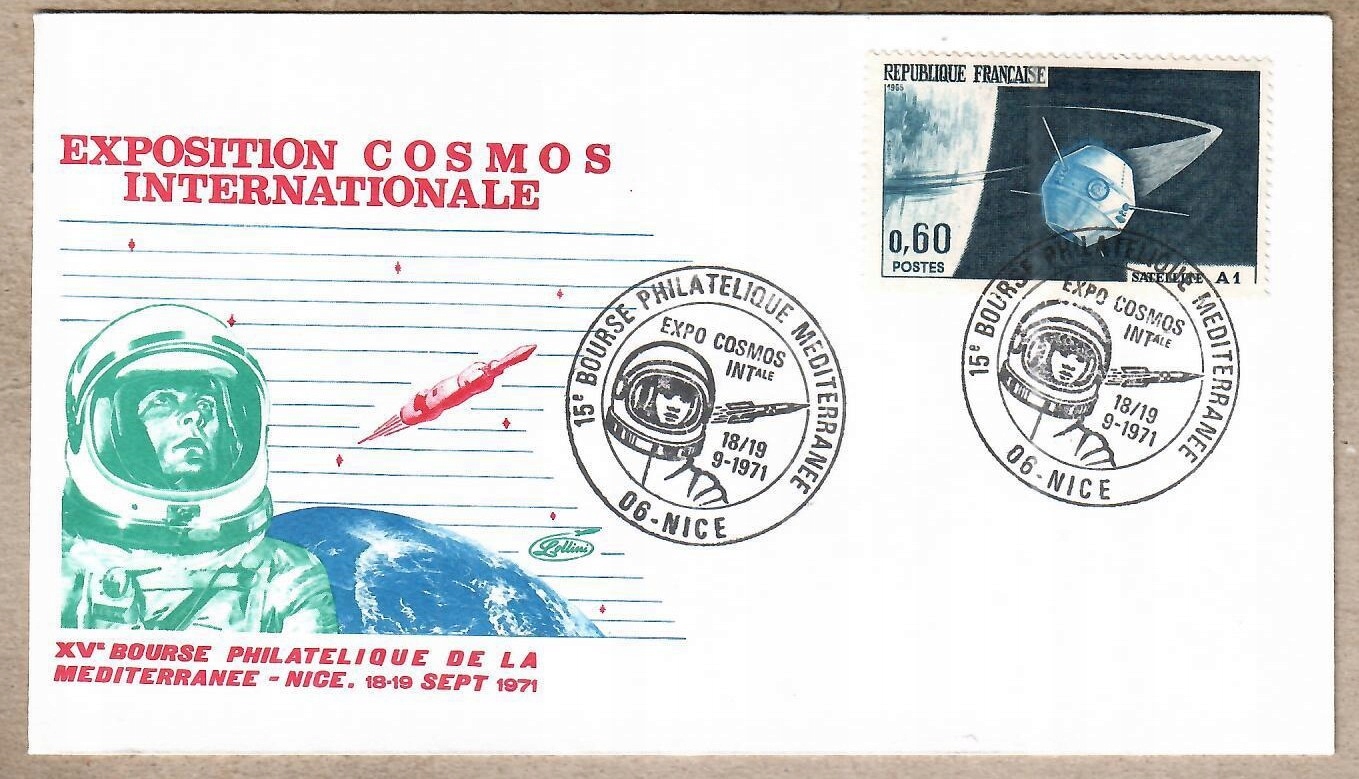 EXPOSITION COSMOS
INTERNATIONALE
REPUBLIQUE FRANÇAISE
1965
0,60
POSTES
SATELLITE A1
15e BOURSE PHILATELIQUE MEDITERRANEE
EXPO COSMOS
INTALE
18/19
9-1971
06-NICE
15e BOURSE PHILATELIQUE MEDITERRANEE
EXPO COSMOS
INTALE
18/19
9-1971
06-NICE
Lollini
XVe BOURSE PHILATELIQUE DE LA
MEDITERRANEE - NICE. 18-19 SEPT 1971